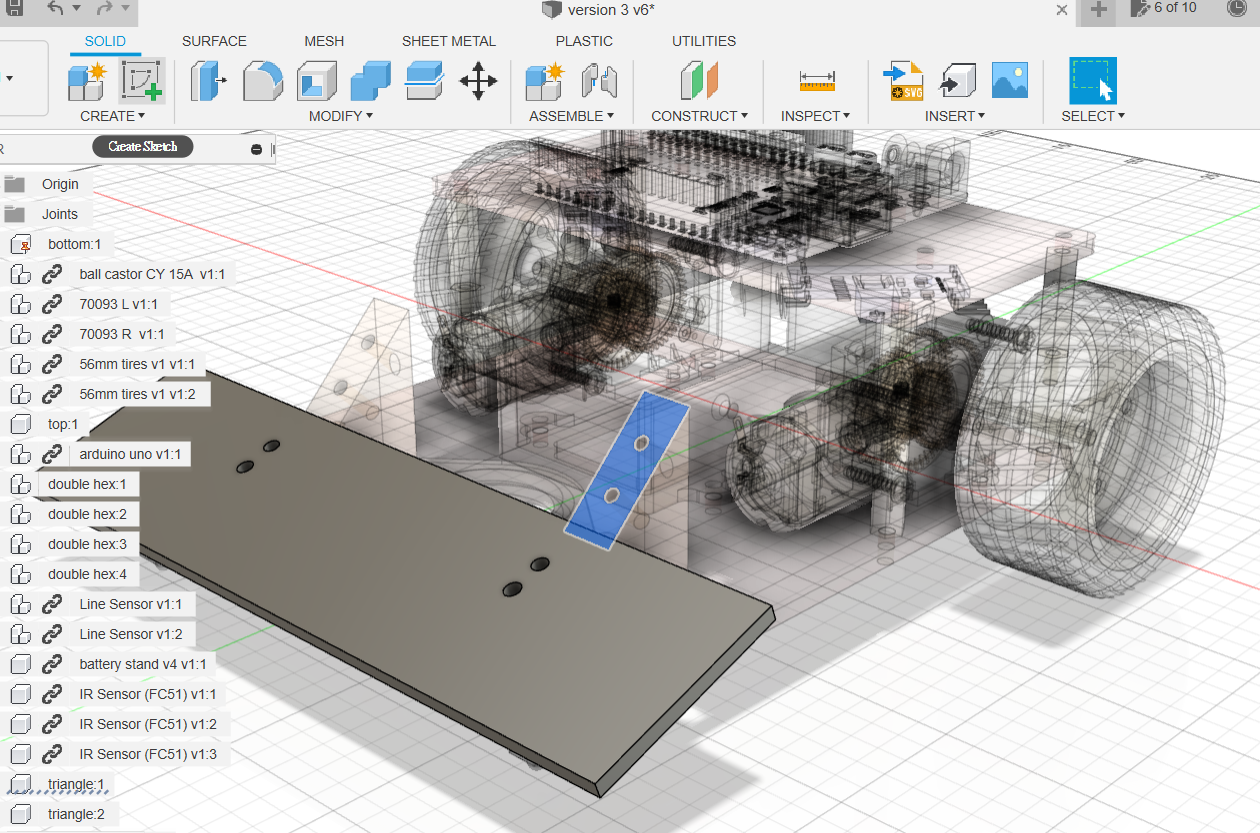 version 3 v6*
6 of 10
SOLID
SURFACE
MESH
SHEET METAL
PLASTIC
UTILITIES
SVG
CREATE
MODIFY
ASSEMBLE
CONSTRUCT
INSPECT
INSERT
SELECT
R
Create Sketch
Origin
Joints
bottom:1
ball castor CY 15A v1:1
70093 L v1:1
70093 R v1:1
56mm tires v1 v1:1
56mm tires v1 v1:2
top:1
arduino uno v1:1
double hex:1
double hex:2
double hex:3
double hex:4
Line Sensor v1:1
Line Sensor v1:2
battery stand v4 v1:1
IR Sensor (FC51) v1:1
IR Sensor (FC51) v1:2
IR Sensor (FC51) v1:3
triangle:1
triangle:2